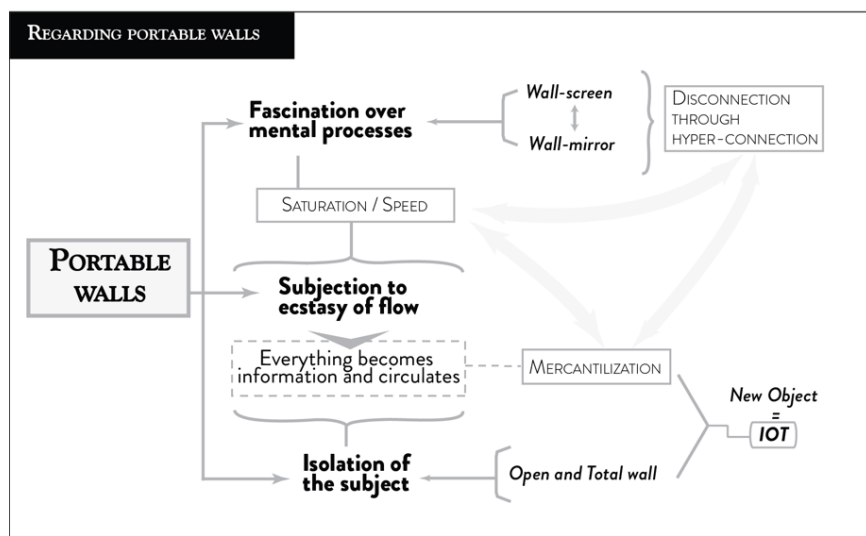 REGARDING PORTABLE WALLS
Fascination over
mental processes
Wall-screen
Wall-mirror
DISCONNECTION
THROUGH
HYPER-CONNECTION
SATURATION / SPEED
PORTABLE
WALLS
Subjection to
ecstasy of flow
Everything becomes
information and circulates
MERCANTILIZATION
New Object
=
IOT
Isolation of
the subject
Open and Total wall